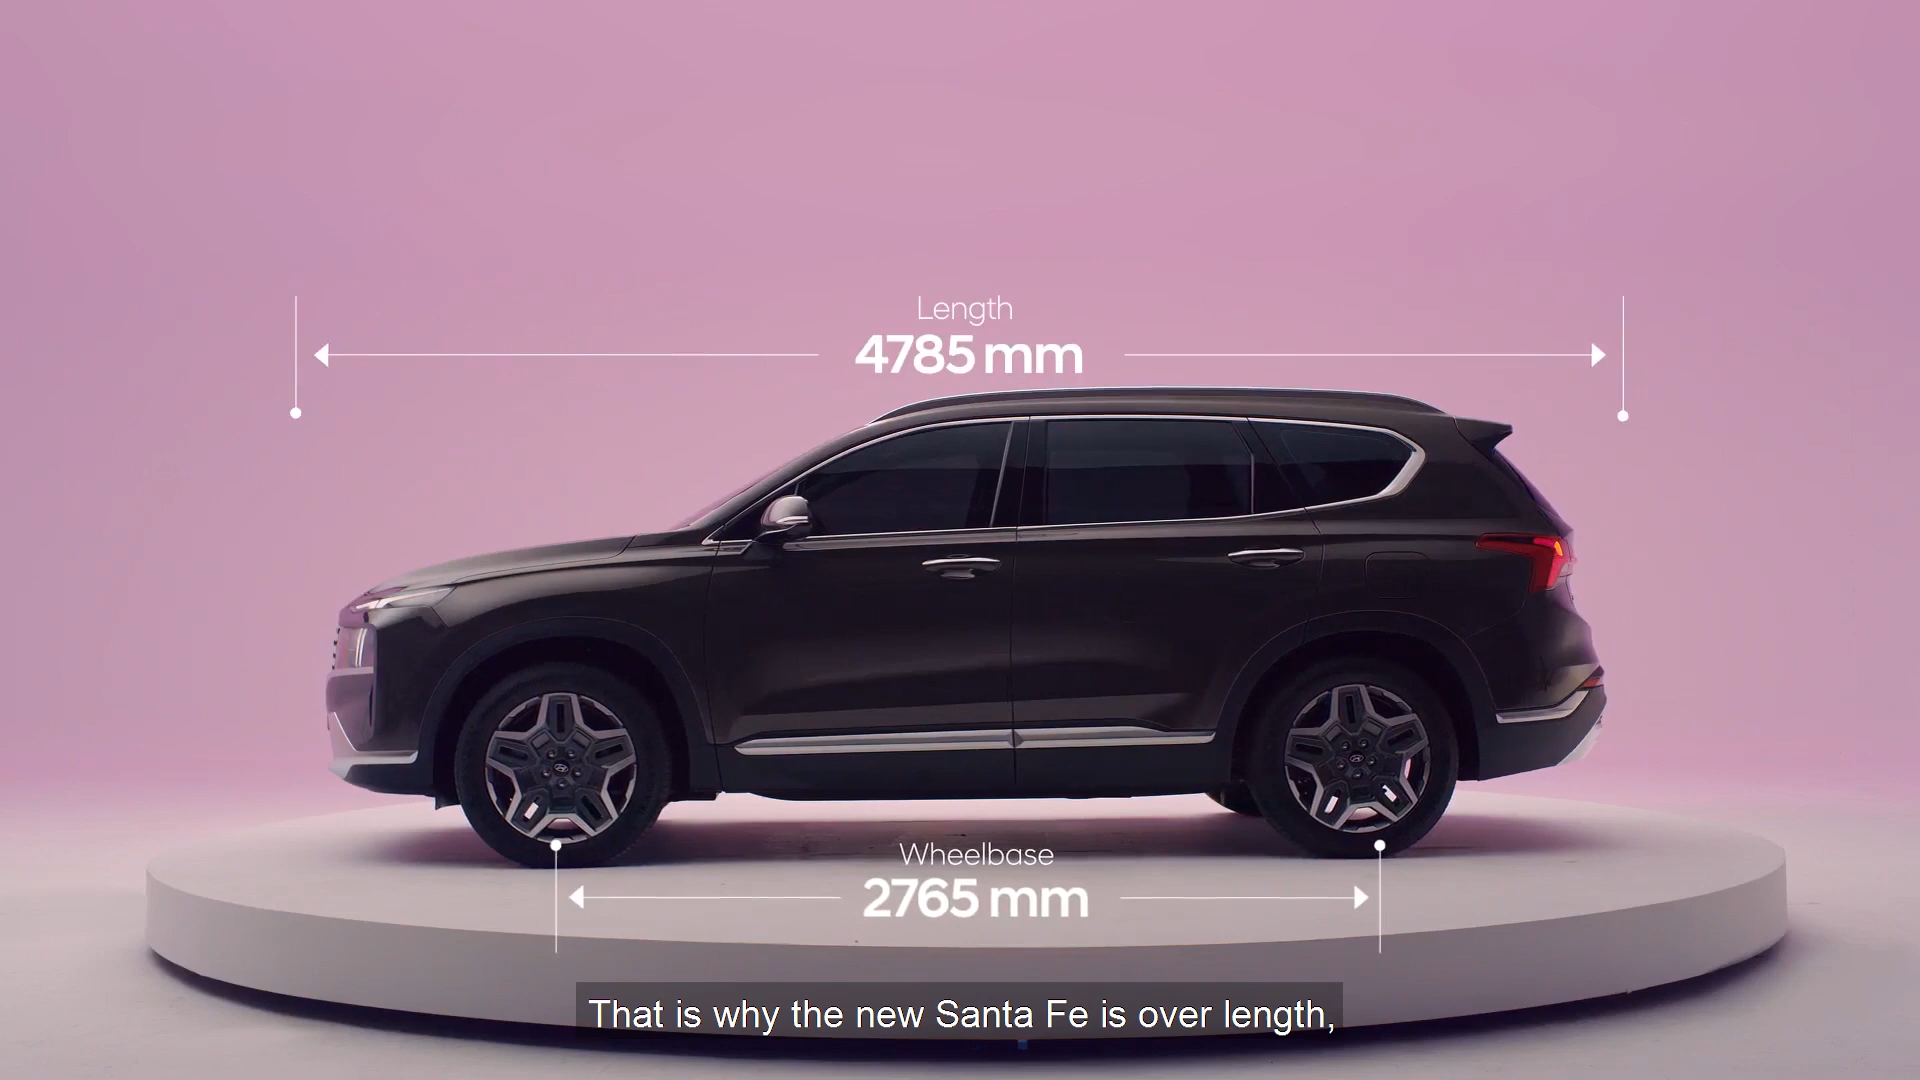 Length
4785 mm
Wheelbase
2765 mm
That is why the new Santa Fe is over length,